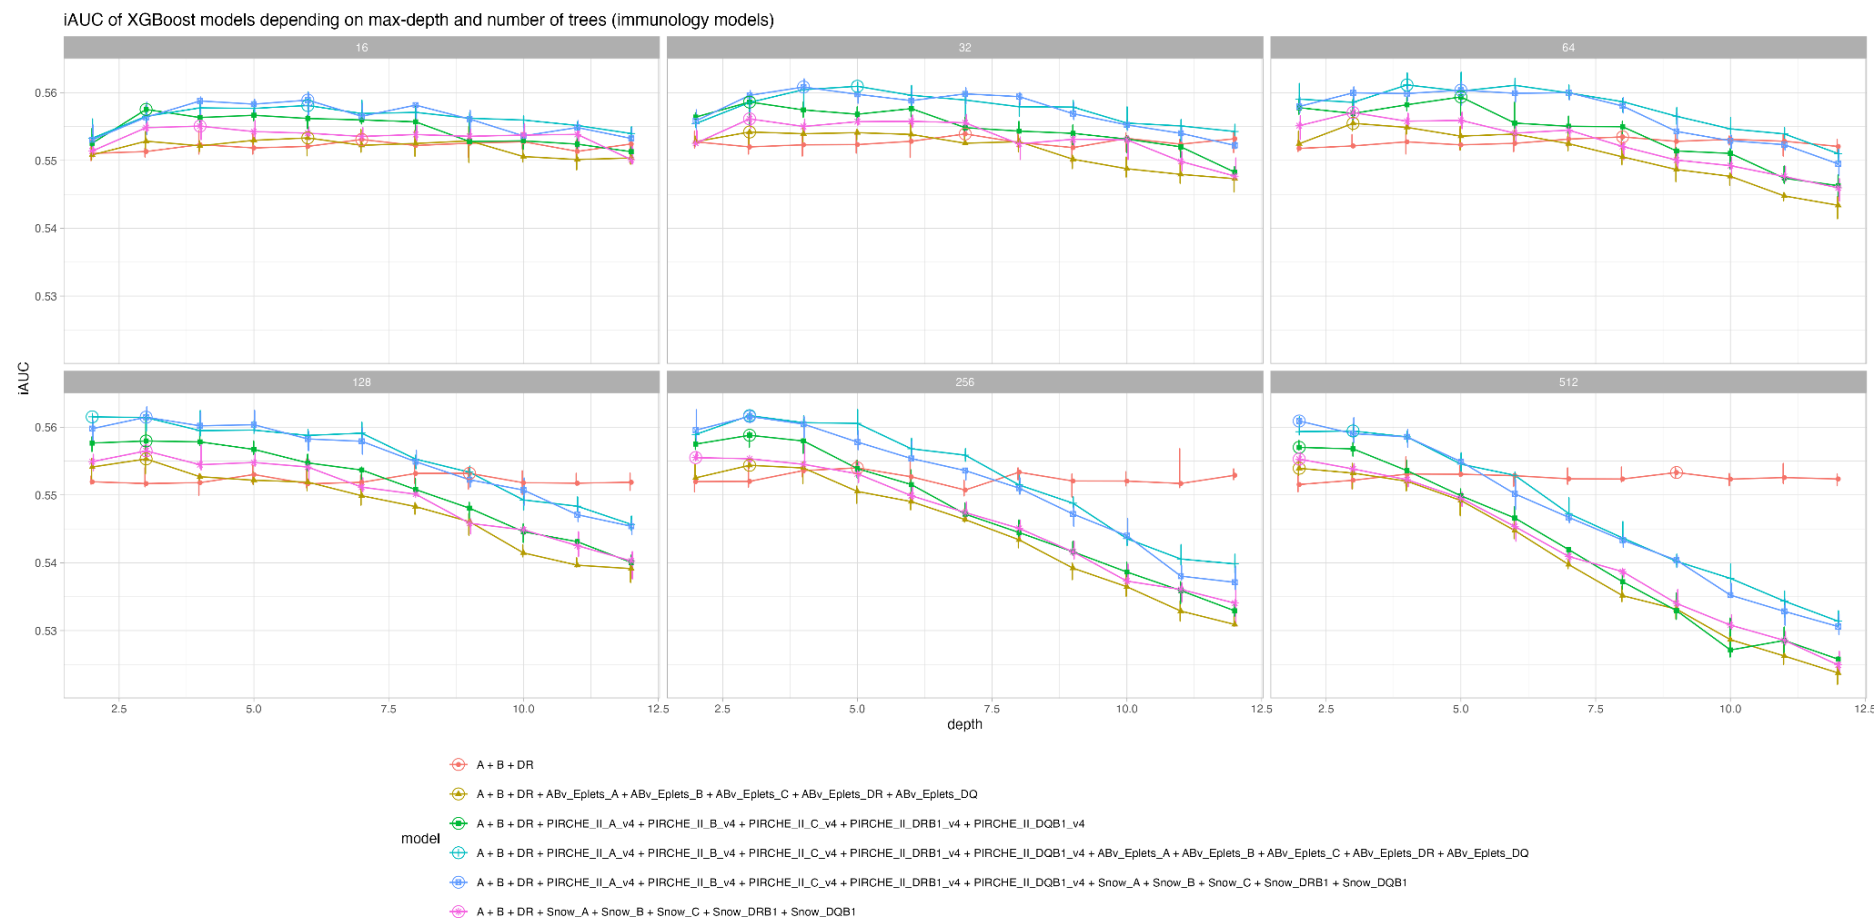 iAUC of XGBoost models depending on max-depth and number of trees (immunology models)
16
32
64
0.56
0.55
0.54
0.53
iAUC
128
256
512
0.56
0.55
0.54
0.53
2.5 5.0 7.5 10.0 12.5 2.5 5.0 7.5 10.0 12.5 2.5 5.0 7.5 10.0 12.5
depth
model
A + B + DR
A + B + DR + ABv_Eplets_A + ABv_Eplets_B + ABv_Eplets_C + ABv_Eplets_DR + ABv_Eplets_DQ
A + B + DR + PIRCHE_II_A_v4 + PIRCHE_II_B_v4 + PIRCHE_II_C_v4 + PIRCHE_II_DRB1_v4 + PIRCHE_II_DQB1_v4
A + B + DR + PIRCHE_II_A_v4 + PIRCHE_II_B_v4 + PIRCHE_II_C_v4 + PIRCHE_II_DRB1_v4 + PIRCHE_II_DQB1_v4 + ABv_Eplets_A + ABv_Eplets_B + ABv_Eplets_C + ABv_Eplets_DR + ABv_Eplets_DQ
A + B + DR + PIRCHE_II_A_v4 + PIRCHE_II_B_v4 + PIRCHE_II_C_v4 + PIRCHE_II_DRB1_v4 + PIRCHE_II_DQB1_v4 + Snow_A + Snow_B + Snow_C + Snow_DRB1 + Snow_DQB1
A + B + DR + Snow_A + Snow_B + Snow_C + Snow_DRB1 + Snow_DQB1